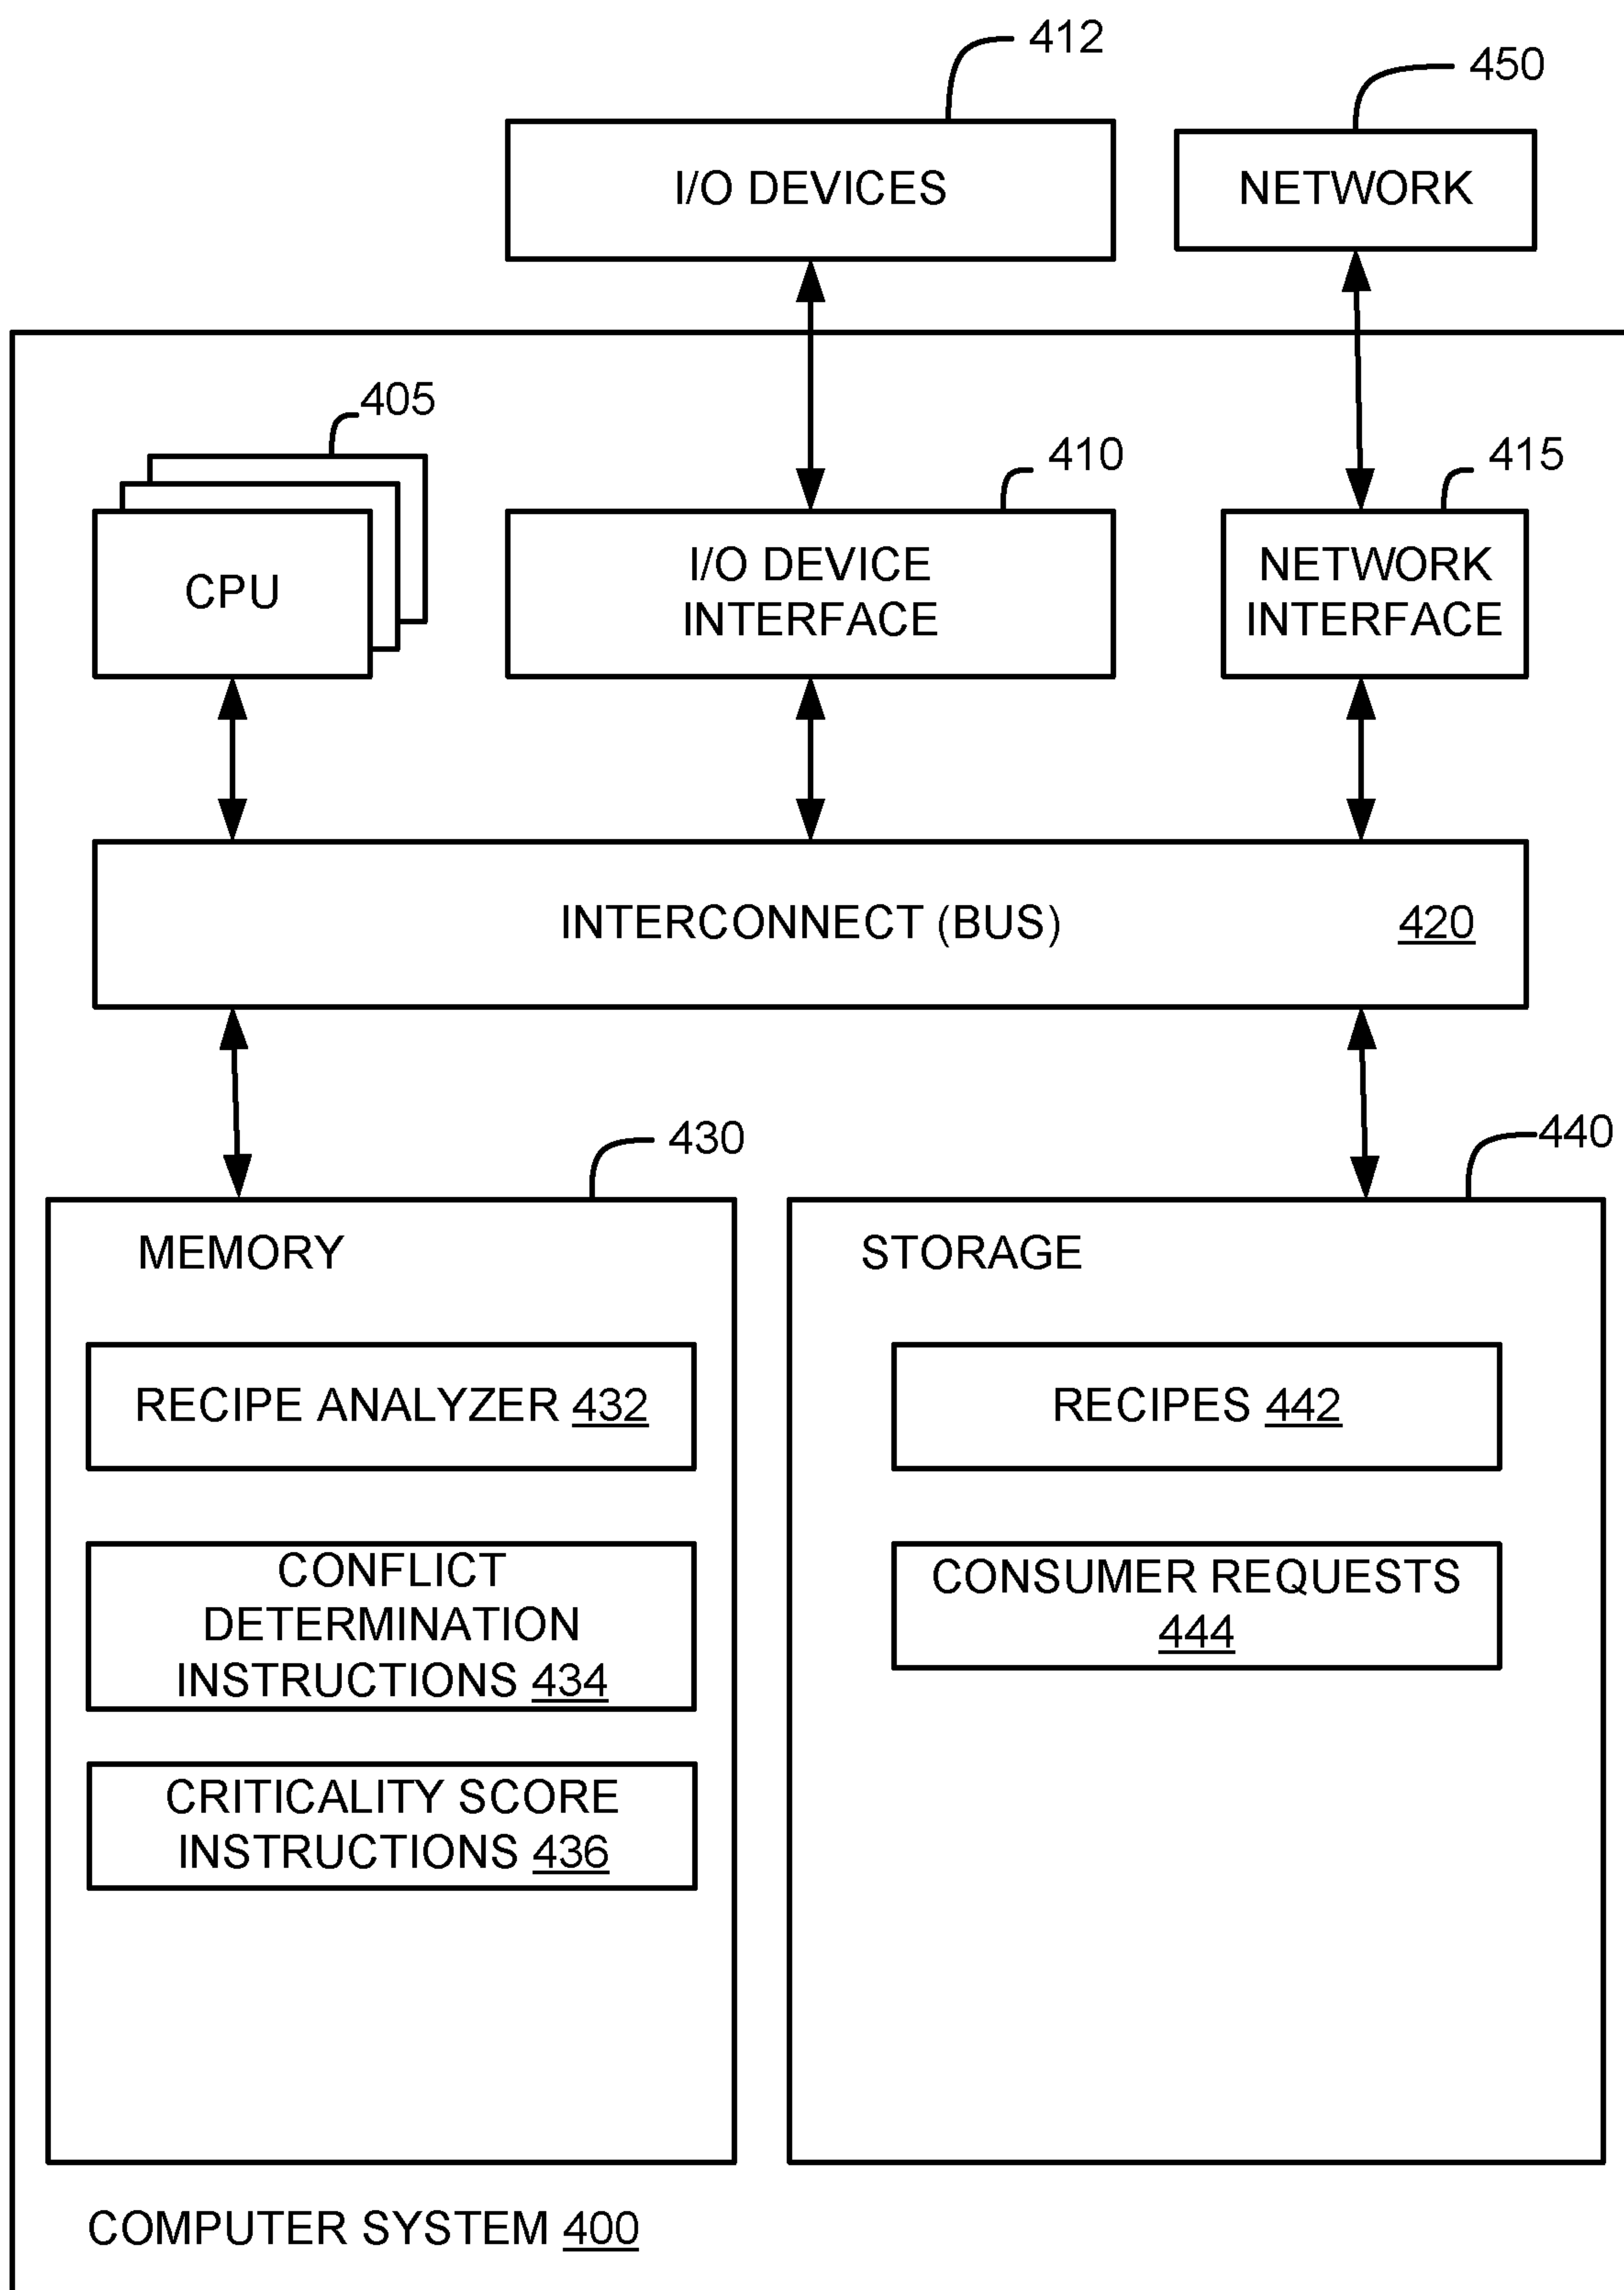 412
450
I/O DEVICES
NETWORK
405
410
415
CPU
I/O DEVICE
INTERFACE
NETWORK
INTERFACE
INTERCONNECT (BUS) 420
430
440
MEMORY
RECIPE ANALYZER 432
CONFLICT
DETERMINATION
INSTRUCTIONS 434
CRITICALITY SCORE
INSTRUCTIONS 436
STORAGE
RECIPES 442
CONSUMER REQUESTS
444
COMPUTER SYSTEM 400